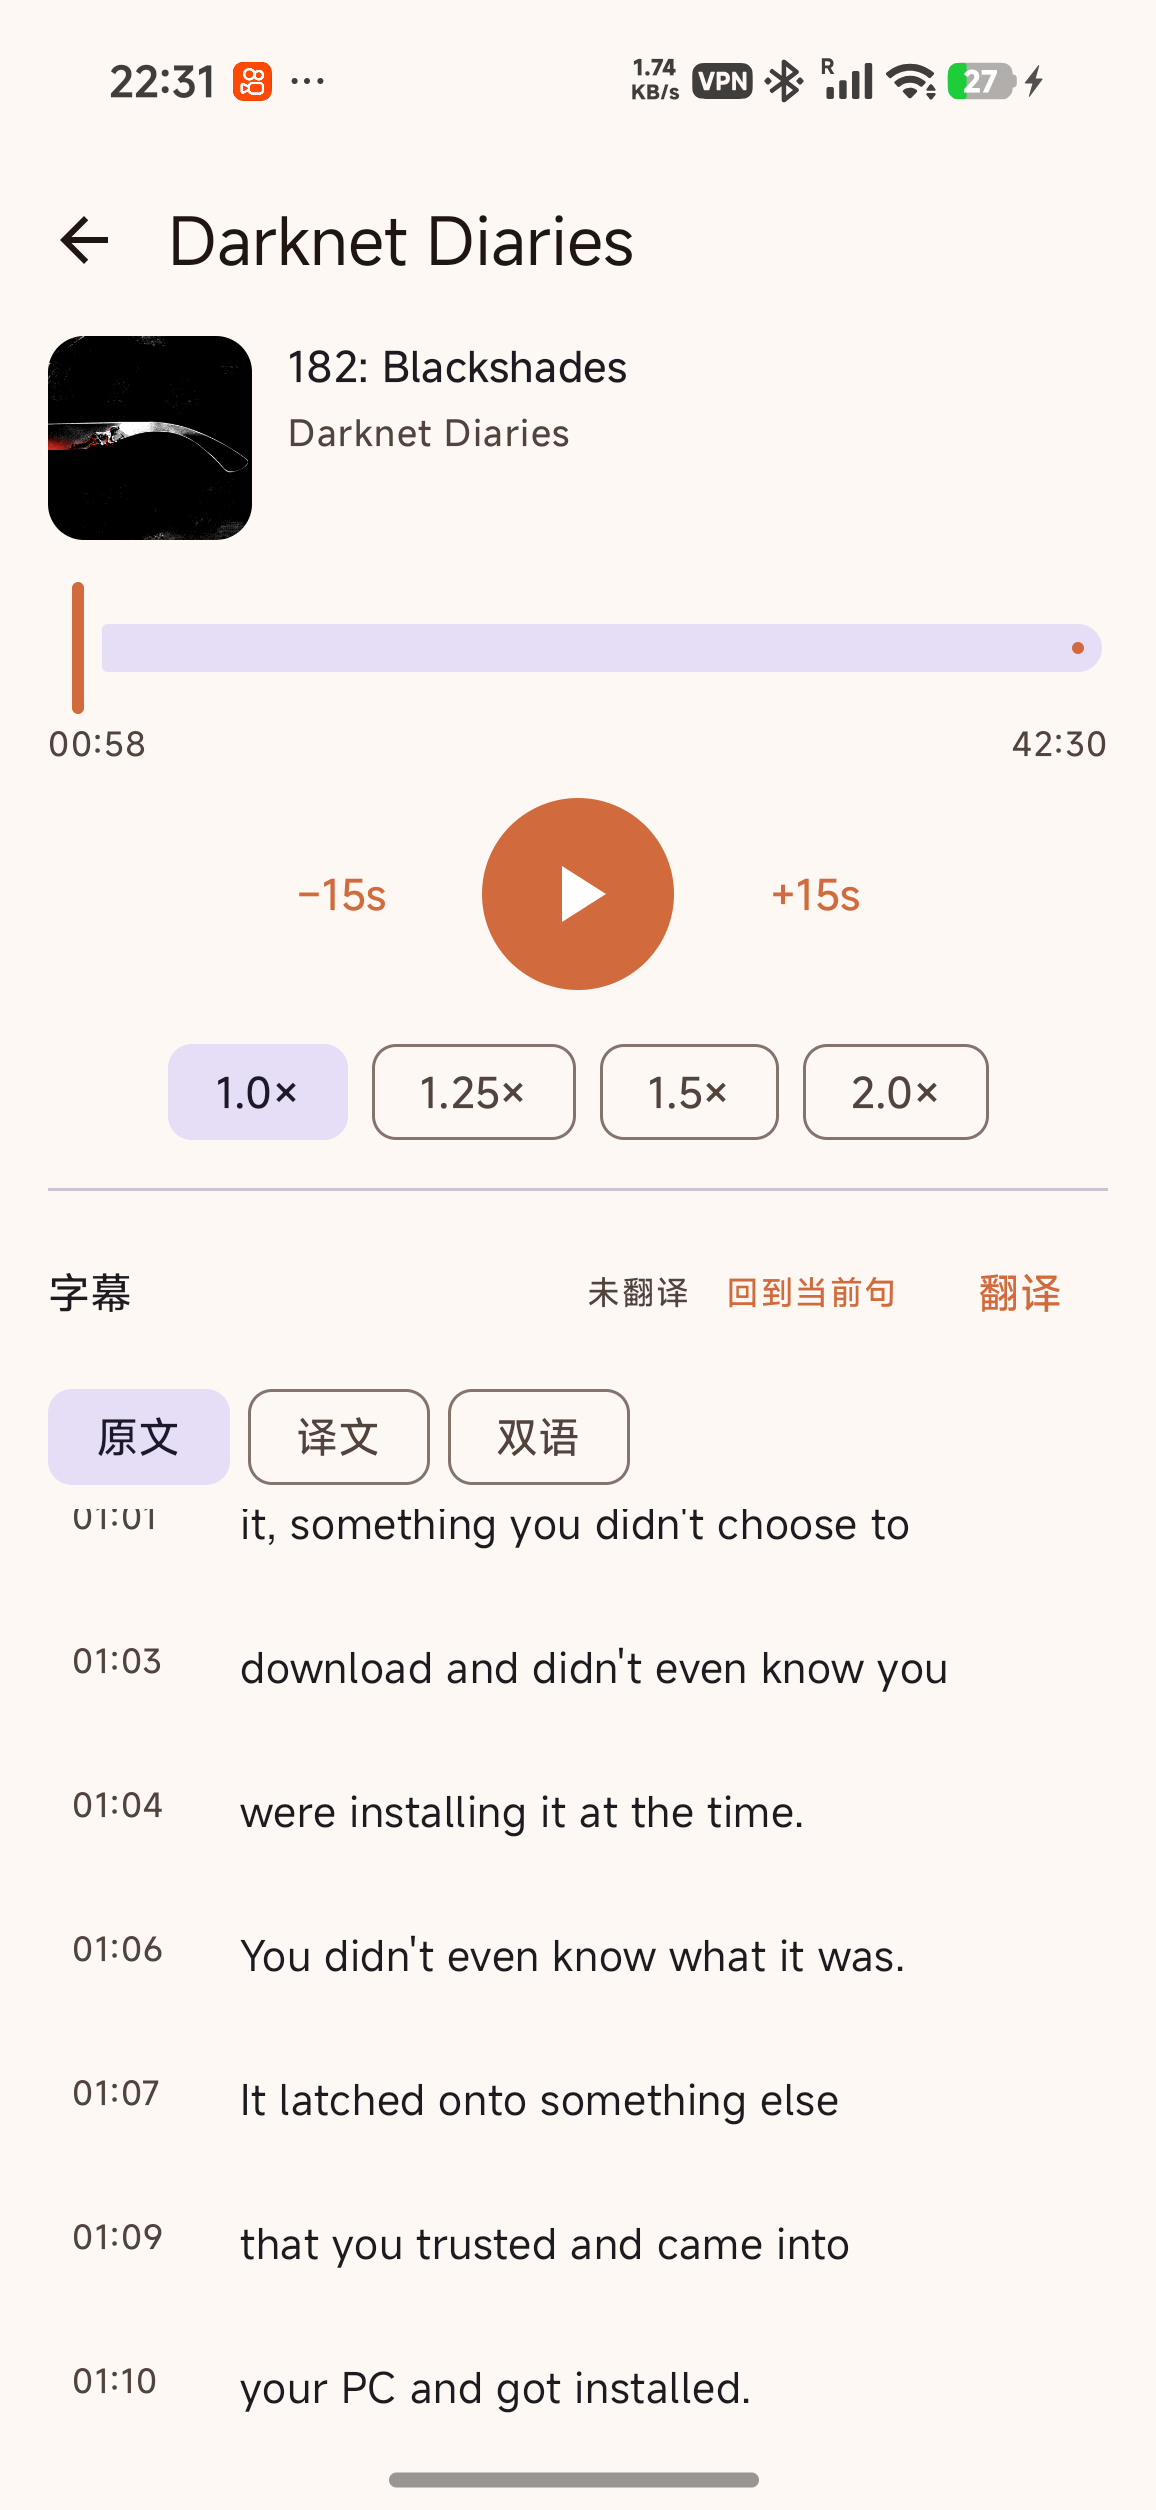 22:31
1.74
KB/s
VPN
R
27
Darknet Diaries
182: Blackshades
Darknet Diaries
00:58
42:30
−15s
+15s
1.0×
1.25×
1.5×
2.0×
字幕
未翻译
回到当前句
翻译
原文
译文
双语
01:01
it, something you didn't choose to
01:03
download and didn't even know you
01:04
were installing it at the time.
01:06
You didn't even know what it was.
01:07
It latched onto something else
01:09
that you trusted and came into
01:10
your PC and got installed.